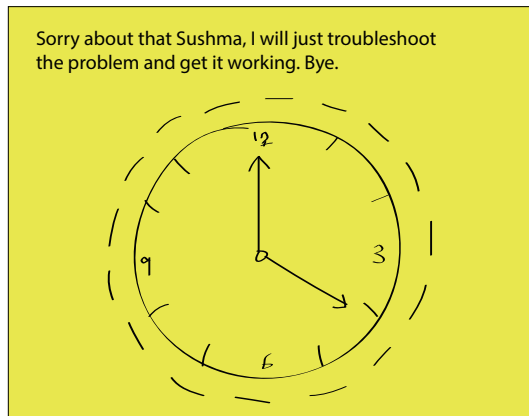 Sorry about that Sushma, I will just troubleshoot
the problem and get it working. Bye.
12
9
3
6